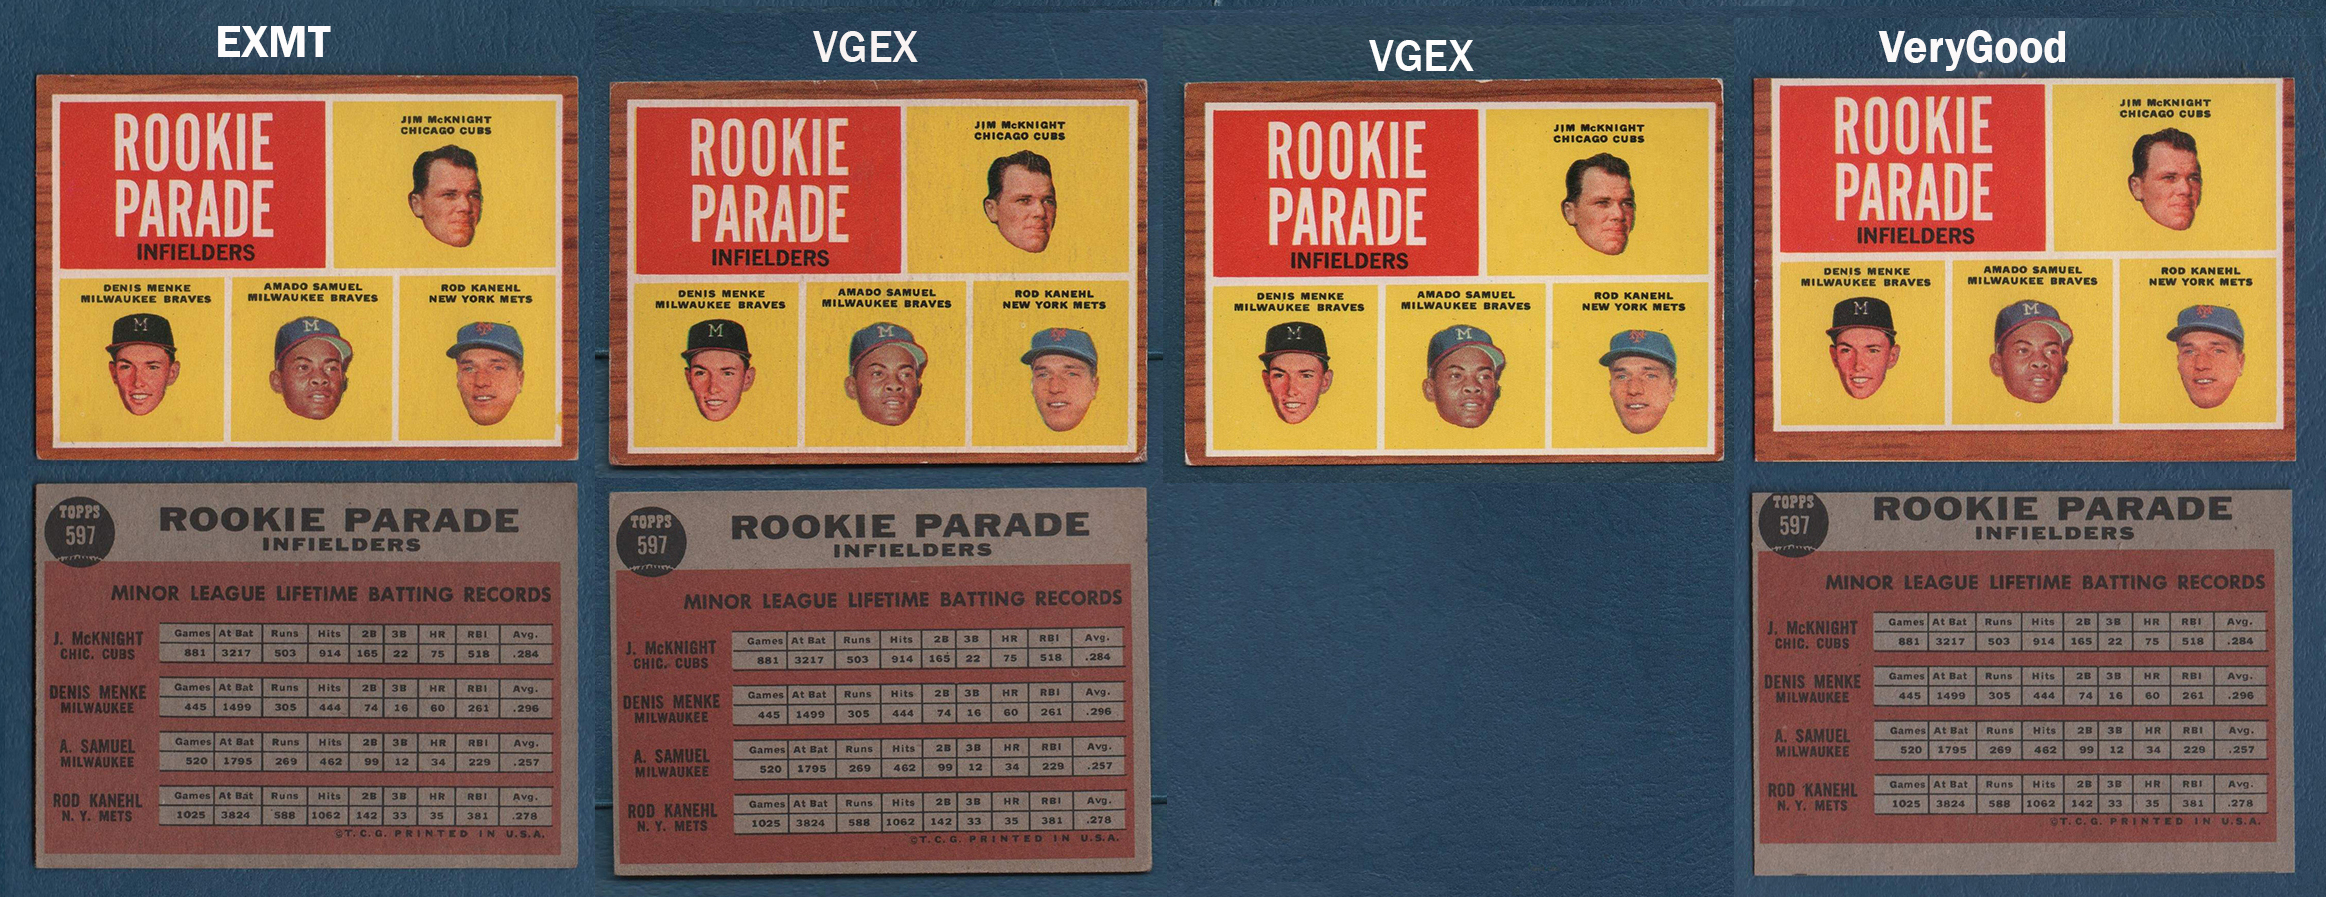 EXMT
ROOKIE
PARADE
INFIELDERS
JIM McKNIGHT
CHICAGO CUBS
DENIS MENKE
MILWAUKEE BRAVES
M
AMADO SAMUEL
MILWAUKEE BRAVES
M
ROD KANEHL
NEW YORK METS
TOPPS
597
ROOKIE PARADE
INFIELDERS
MINOR LEAGUE LIFETIME BATTING RECORDS
J. McKNIGHT
CHIC. CUBS
Games At Bat Runs Hits 2B 3B HR RBI Avg.
881 3217 503 914 165 22 75 518 .284
DENIS MENKE
MILWAUKEE
Games At Bat Runs Hits 2B 3B HR RBI Avg.
445 1499 305 444 74 16 60 261 .296
A. SAMUEL
MILWAUKEE
Games At Bat Runs Hits 2B 3B HR RBI Avg.
520 1795 269 462 99 12 34 229 .257
ROD KANEHL
N. Y. METS
Games At Bat Runs Hits 2B 3B HR RBI Avg.
1025 3824 588 1062 142 33 35 381 .278
©T.C.G. PRINTED IN U.S.A.
VGEX
ROOKIE
PARADE
INFIELDERS
JIM McKNIGHT
CHICAGO CUBS
DENIS MENKE
MILWAUKEE BRAVES
M
AMADO SAMUEL
MILWAUKEE BRAVES
M
ROD KANEHL
NEW YORK METS
TOPPS
597
ROOKIE PARADE
INFIELDERS
MINOR LEAGUE LIFETIME BATTING RECORDS
J. McKNIGHT
CHIC. CUBS
Games At Bat Runs Hits 2B 3B HR RBI Avg.
881 3217 503 914 165 22 75 518 .284
DENIS MENKE
MILWAUKEE
Games At Bat Runs Hits 2B 3B HR RBI Avg.
445 1499 305 444 74 16 60 261 .296
A. SAMUEL
MILWAUKEE
Games At Bat Runs Hits 2B 3B HR RBI Avg.
520 1795 269 462 99 12 34 229 .257
ROD KANEHL
N. Y. METS
Games At Bat Runs Hits 2B 3B HR RBI Avg.
1025 3824 588 1062 142 33 35 381 .278
©T.C.G. PRINTED IN U.S.A.
VGEX
ROOKIE
PARADE
INFIELDERS
JIM McKNIGHT
CHICAGO CUBS
DENIS MENKE
MILWAUKEE BRAVES
M
AMADO SAMUEL
MILWAUKEE BRAVES
M
ROD KANEHL
NEW YORK METS
VeryGood
ROOKIE
PARADE
INFIELDERS
JIM McKNIGHT
CHICAGO CUBS
DENIS MENKE
MILWAUKEE BRAVES
M
AMADO SAMUEL
MILWAUKEE BRAVES
M
ROD KANEHL
NEW YORK METS
TOPPS
597
ROOKIE PARADE
INFIELDERS
MINOR LEAGUE LIFETIME BATTING RECORDS
J. McKNIGHT
CHIC. CUBS
Games At Bat Runs Hits 2B 3B HR RBI Avg.
881 3217 503 914 165 22 75 518 .284
DENIS MENKE
MILWAUKEE
Games At Bat Runs Hits 2B 3B HR RBI Avg.
445 1499 305 444 74 16 60 261 .296
A. SAMUEL
MILWAUKEE
Games At Bat Runs Hits 2B 3B HR RBI Avg.
520 1795 269 462 99 12 34 229 .257
ROD KANEHL
N. Y. METS
Games At Bat Runs Hits 2B 3B HR RBI Avg.
1025 3824 588 1062 142 33 35 381 .278
©T.C.G. PRINTED IN U.S.A.